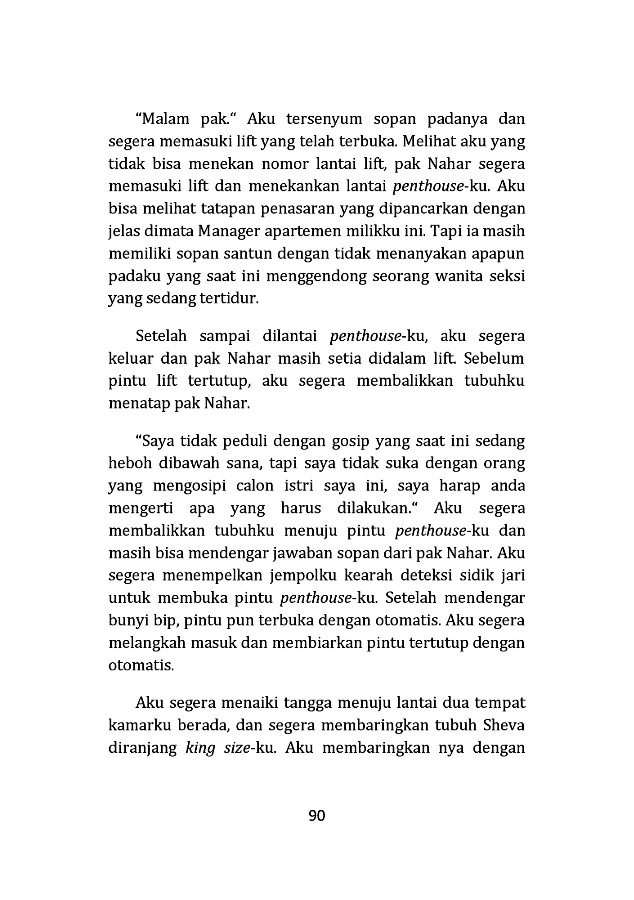 “Malam pak.“ Aku tersenyum sopan padanya dan
segera memasuki lift yang telah terbuka. Melihat aku yang
tidak bisa menekan nomor lantai lift, pak Nahar segera
memasuki lift dan menekankan lantai penthouse-ku. Aku
bisa melihat tatapan penasaran yang dipancarkan dengan
jelas dimata Manager apartemen milikku ini. Tapi ia masih
memiliki sopan santun dengan tidak menanyakan apapun
padaku yang saat ini menggendong seorang wanita seksi
yang sedang tertidur.
Setelah sampai dilantai penthouse-ku, aku segera
keluar dan pak Nahar masih setia didalam lift. Sebelum
pintu lift tertutup, aku segera membalikkan tubuhku
menatap pak Nahar.
“Saya tidak peduli dengan gosip yang saat ini sedang
heboh dibawah sana, tapi saya tidak suka dengan orang
yang mengosipi calon istri saya ini, saya harap anda
mengerti apa yang harus dilakukan.“ Aku segera
membalikkan tubuhku menuju pintu penthouse-ku dan
masih bisa mendengar jawaban sopan dari pak Nahar. Aku
segera menempelkan jempolku kearah deteksi sidik jari
untuk membuka pintu penthouse-ku. Setelah mendengar
bunyi bip, pintu pun terbuka dengan otomatis. Aku segera
melangkah masuk dan membiarkan pintu tertutup dengan
otomatis.
Aku segera menaiki tangga menuju lantai dua tempat
kamarku berada, dan segera membaringkan tubuh Sheva
diranjang king size-ku. Aku membaringkan nya dengan
90